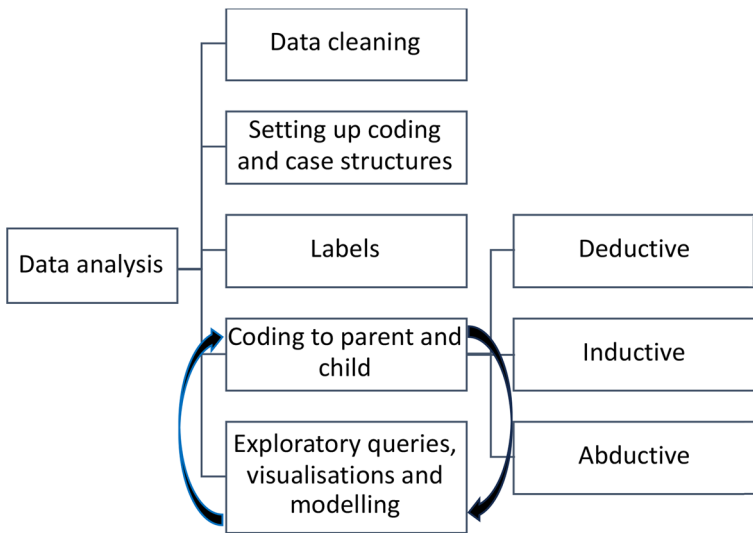 Data cleaning
Setting up coding
and case structures
Data analysis
Labels
Deductive
Coding to parent and
child
Inductive
Exploratory queries,
visualisations and
modelling
Abductive